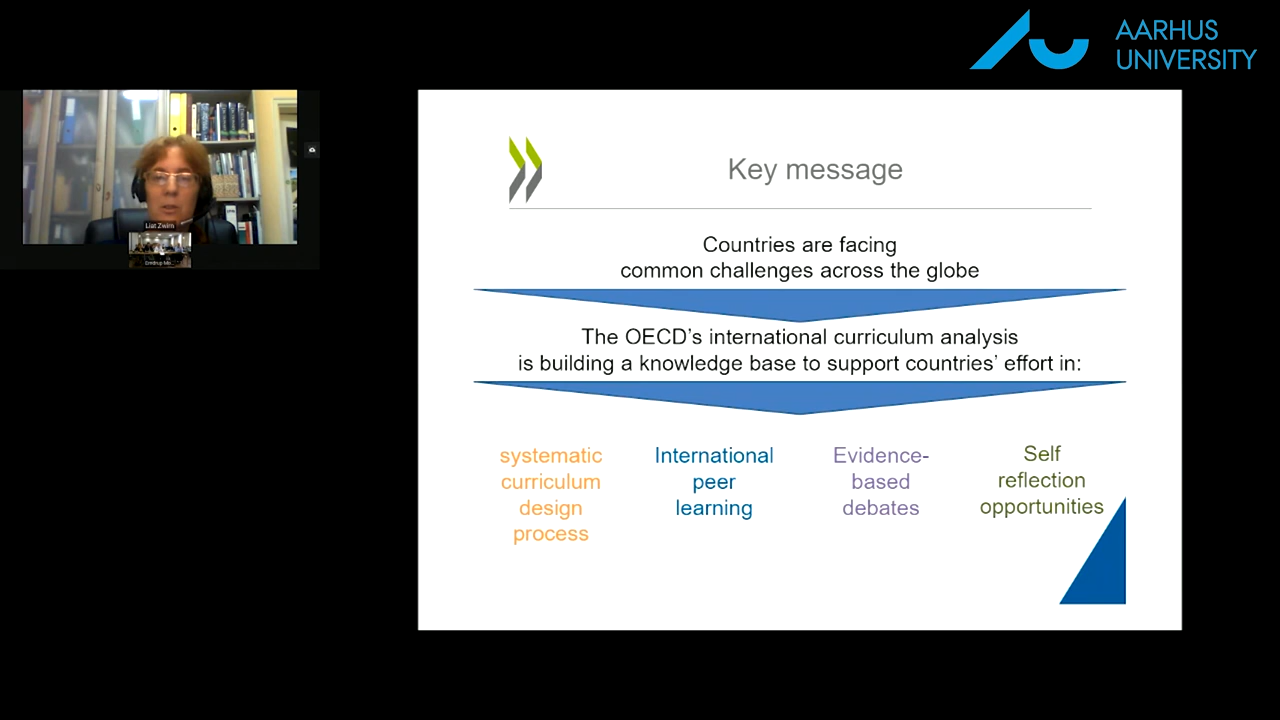 AARHUS
UNIVERSITY
Liat Zwirn
Key message
Countries are facing
common challenges across the globe
The OECD's international curriculum analysis
is building a knowledge base to support countries' effort in:
systematic
curriculum
design
process
International
peer
learning
Evidence-
based
debates
Self
reflection
opportunities